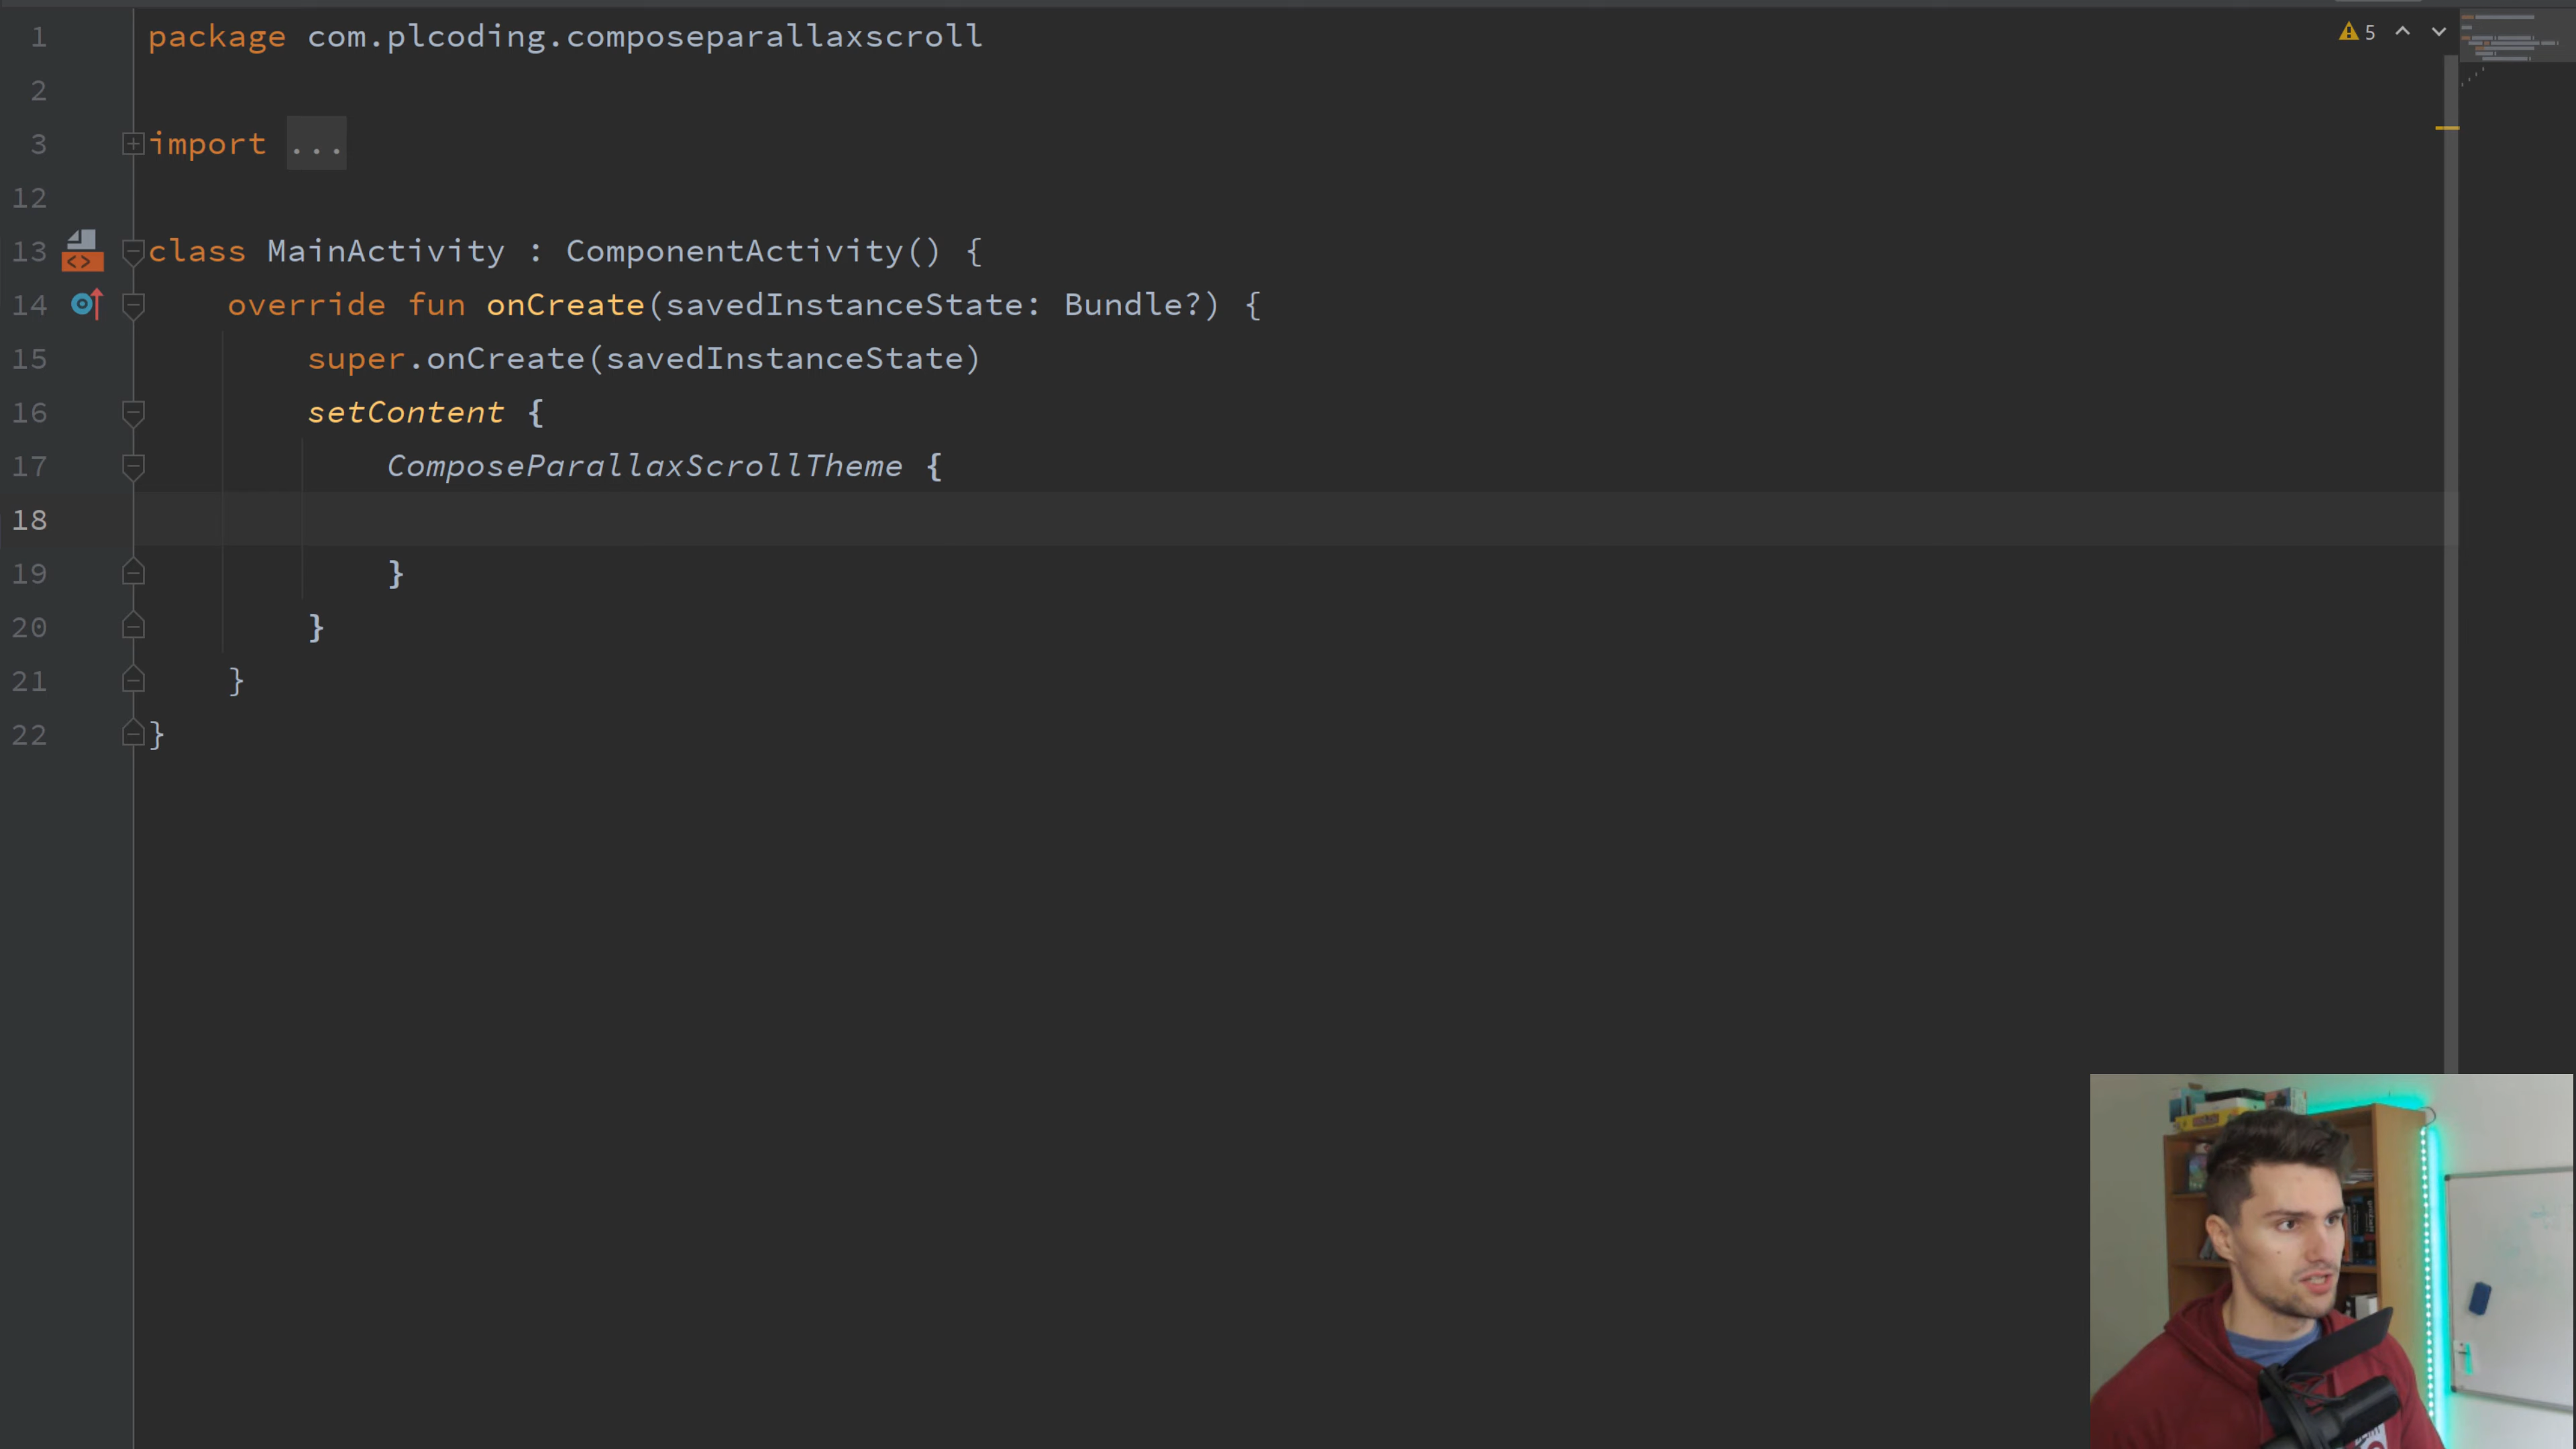 1 package com.plcoding.composeparallaxscroll
5
2
3 import ...
12
13 class MainActivity : ComponentActivity() {
14 override fun onCreate(savedInstanceState: Bundle?) {
15 super.onCreate(savedInstanceState)
16 setContent {
17 ComposeParallaxScrollTheme {
18
19 }
20 }
21 }
22 }